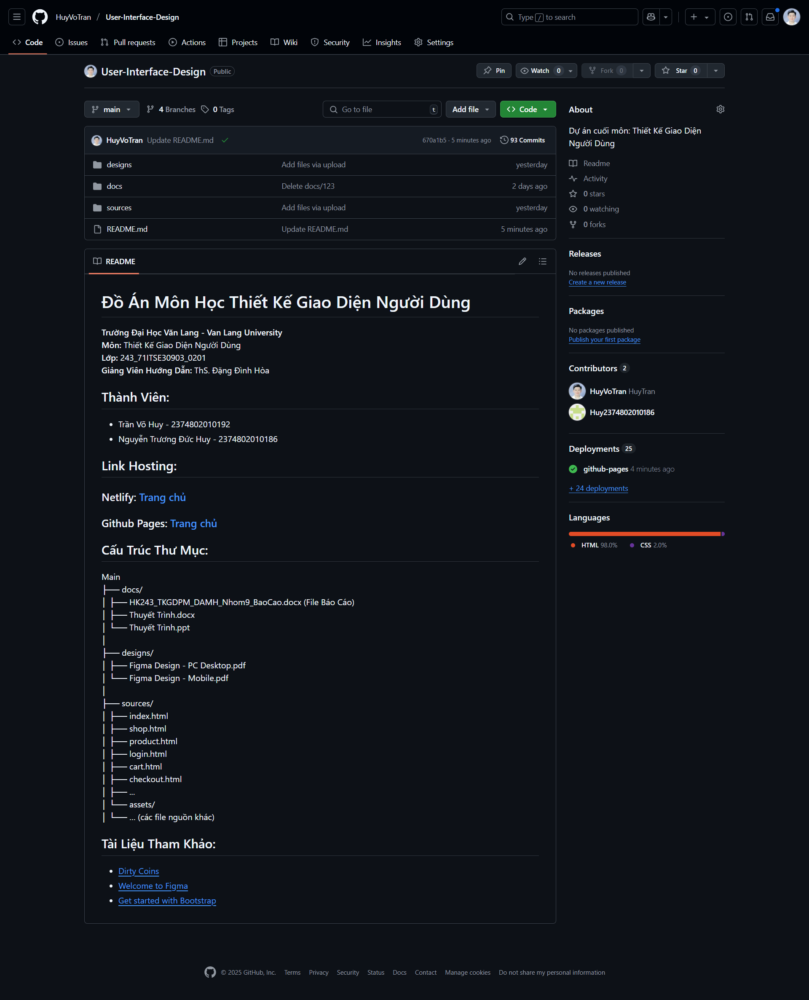 HuyVoTran / User-Interface-Design
Type / to search
Code Issues Pull requests Actions Projects Wiki Security Insights Settings
User-Interface-Design Public
Pin Watch 0 Fork 0 Star 0
main 4 Branches 0 Tags
Go to file t Add file Code
HuyVoTran Update README.md 670a1b5 · 5 minutes ago 93 Commits
designs Add files via upload yesterday
docs Delete docs/123 2 days ago
sources Add files via upload yesterday
README.md Update README.md 5 minutes ago
README
Đồ Án Môn Học Thiết Kế Giao Diện Người Dùng
Trường Đại Học Văn Lang - Van Lang University
Môn: Thiết Kế Giao Diện Người Dùng
Lớp: 243_71ITSE30903_0201
Giảng Viên Hướng Dẫn: ThS. Đặng Đình Hòa
Thành Viên:
Trần Võ Huy - 2374802010192
Nguyễn Trương Đức Huy - 2374802010186
Link Hosting:
Netlify: Trang chủ
Github Pages: Trang chủ
Cấu Trúc Thư Mục:
Main
├── docs/
│ ├── HK243_TKGDPM_DAMH_Nhom9_BaoCao.docx (File Báo Cáo)
│ ├── Thuyết Trình.docx
│ └── Thuyết Trình.ppt
│
├── designs/
│ ├── Figma Design - PC Desktop.pdf
│ └── Figma Design - Mobile.pdf
│
├── sources/
│ ├── index.html
│ ├── shop.html
│ ├── product.html
│ ├── login.html
│ ├── cart.html
│ ├── checkout.html
│ ├── ...
│ └── assets/
│ └── ... (các file nguồn khác)
Tài Liệu Tham Khảo:
Dirty Coins
Welcome to Figma
Get started with Bootstrap
About
Dự án cuối môn: Thiết Kế Giao Diện
Người Dùng
Readme
Activity
0 stars
0 watching
0 forks
Releases
No releases published
Create a new release
Packages
No packages published
Publish your first package
Contributors 2
HuyVoTran HuyTran
Huy2374802010186
Deployments 25
github-pages 4 minutes ago
+ 24 deployments
Languages
HTML 98.0% CSS 2.0%
© 2025 GitHub, Inc. Terms Privacy Security Status Docs Contact Manage cookies Do not share my personal information